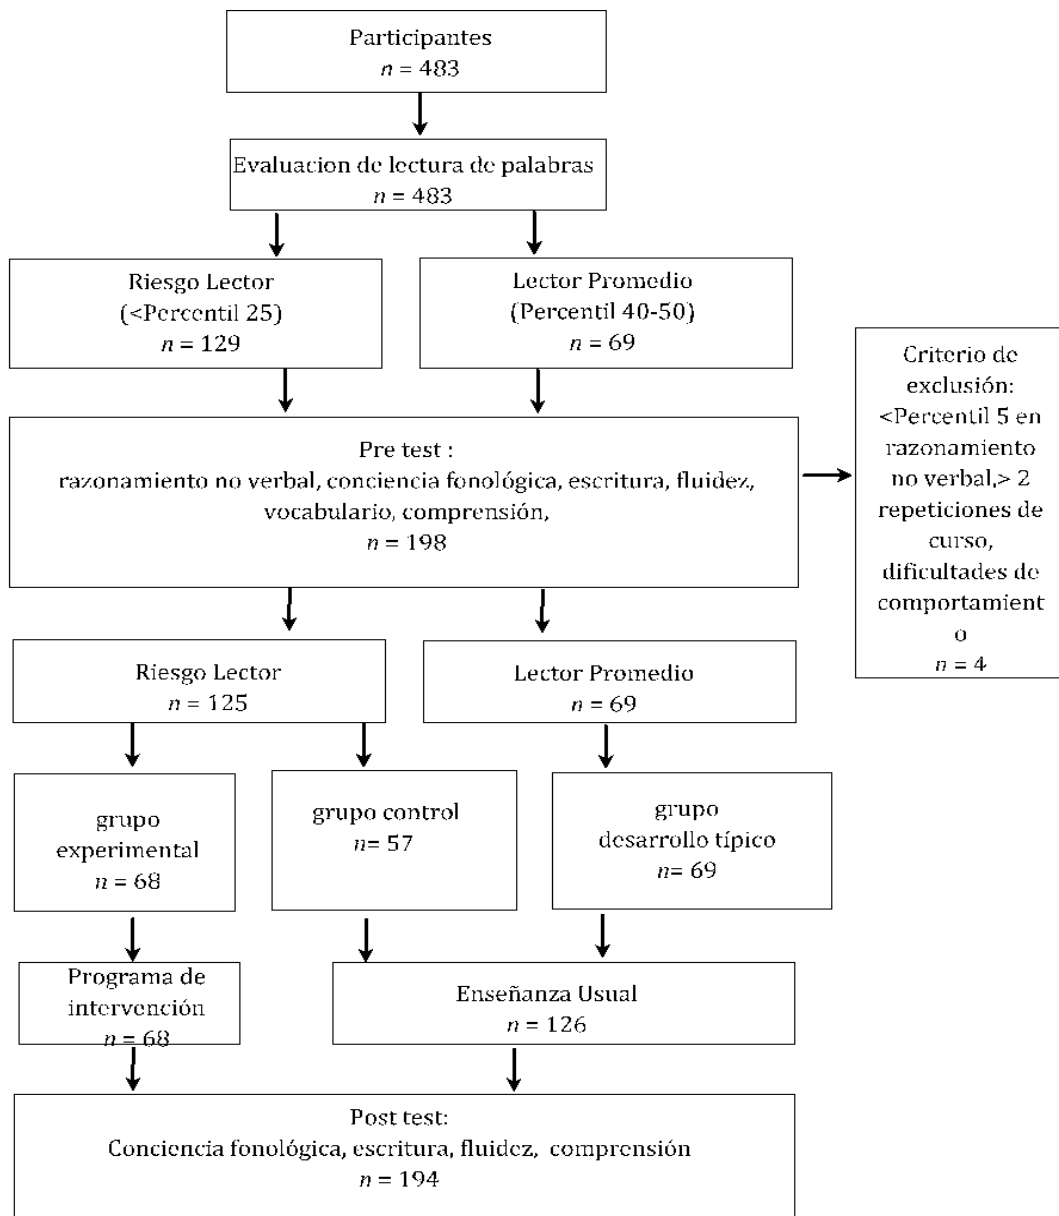 Participantes
n = 483
Evaluacion de lectura de palabras
n = 483
Riesgo Lector
(<Percentil 25)
n = 129
Lector Promedio
(Percentil 40-50)
n = 69
Criterio de
exclusión:
<Percentil 5 en
razonamiento
no verbal,> 2
repeticiones de
curso,
dificultades de
comportamient
o
n = 4
Pre test :
razonamiento no verbal, conciencia fonológica, escritura, fluidez,
vocabulario, comprensión,
n = 198
Riesgo Lector
n = 125
Lector Promedio
n = 69
grupo
experimental
n = 68
grupo control
n= 57
grupo
desarrollo típico
n= 69
Programa de
intervención
n = 68
Enseñanza Usual
n = 126
Post test:
Conciencia fonológica, escritura, fluidez, comprensión
n = 194